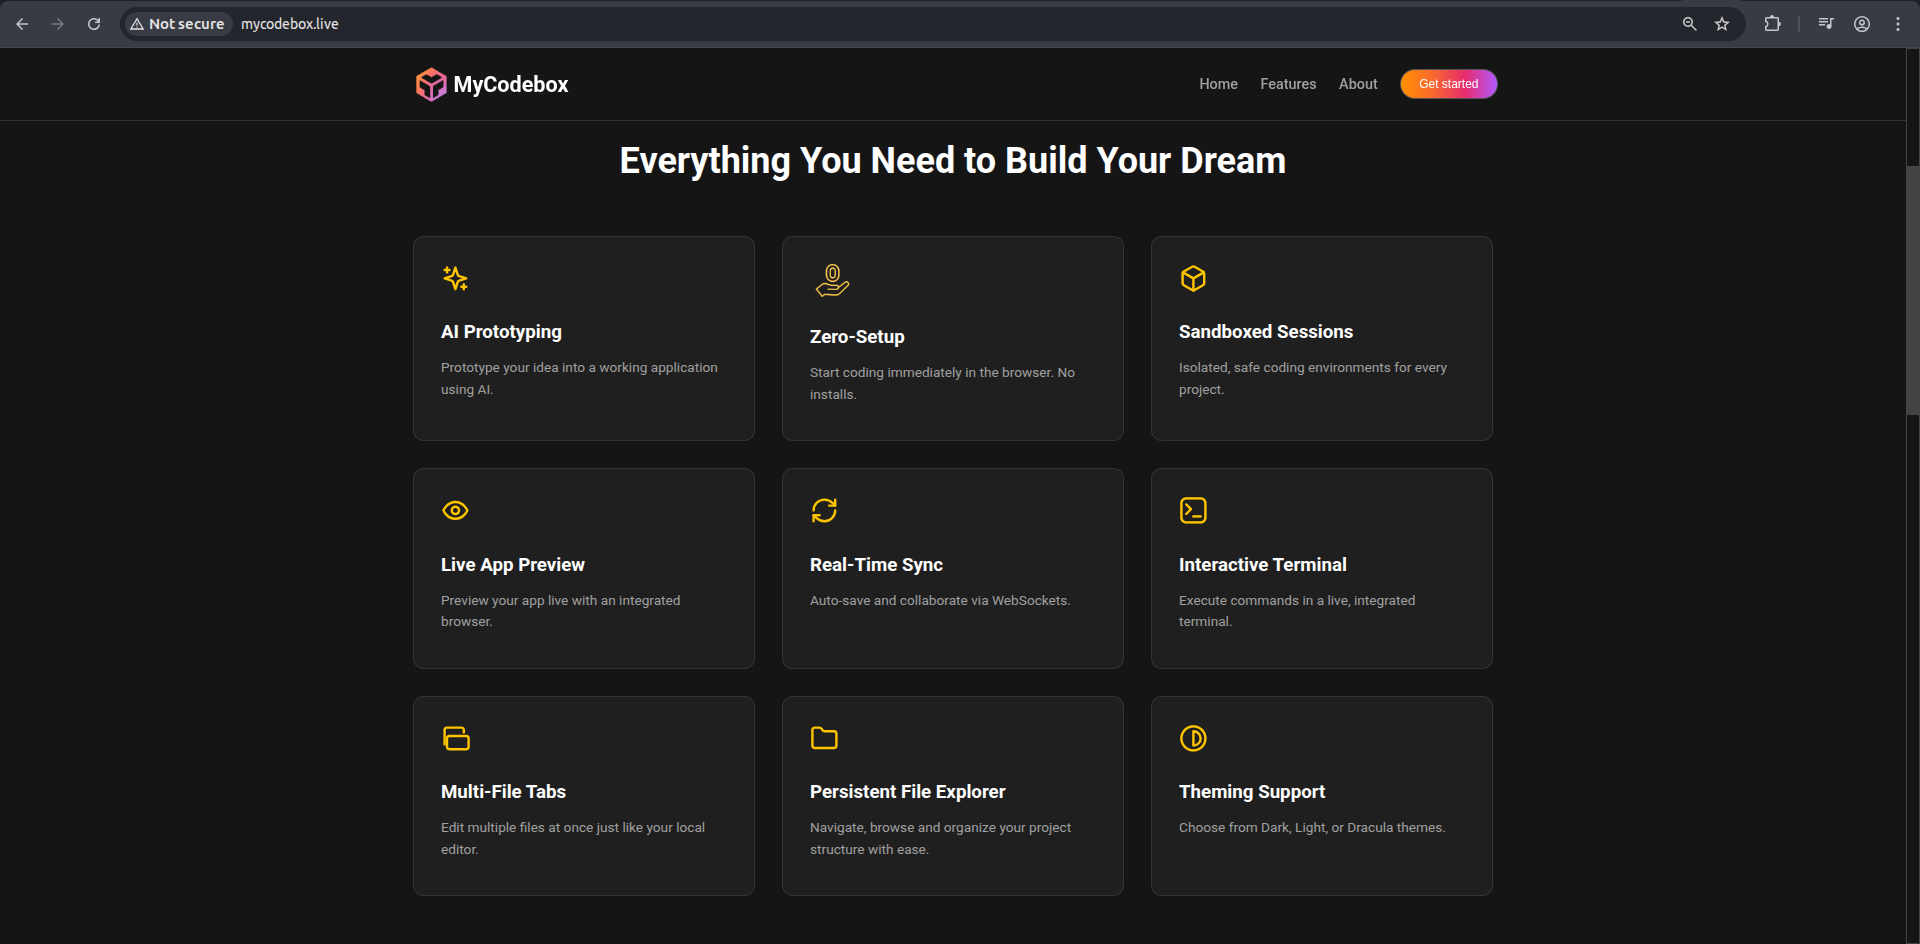 Not secure mycodebox.live
MyCodebox Home Features About Get started
Everything You Need to Build Your Dream
AI Prototyping
Prototype your idea into a working application
using AI.
0
Zero-Setup
Start coding immediately in the browser. No
installs.
Sandboxed Sessions
Isolated, safe coding environments for every
project.
Live App Preview
Preview your app live with an integrated
browser.
Real-Time Sync
Auto-save and collaborate via WebSockets.
Interactive Terminal
Execute commands in a live, integrated
terminal.
Multi-File Tabs
Edit multiple files at once just like your local
editor.
Persistent File Explorer
Navigate, browse and organize your project
structure with ease.
Theming Support
Choose from Dark, Light, or Dracula themes.